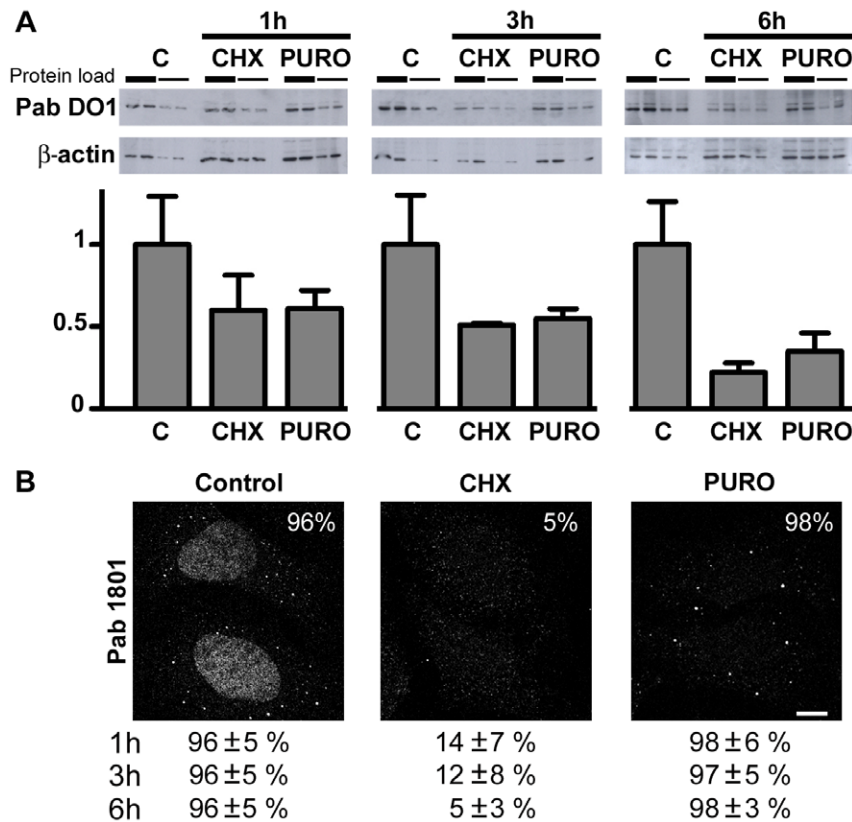 A
1h 3h 6h
C CHX PURO C CHX PURO C CHX PURO
Protein load
Pab DO1
β-actin
1
0.5
0
C CHX PURO C CHX PURO C CHX PURO
B
Control CHX PURO
96% 5% 98%
Pab 1801
1h 96 ±5 % 14 ±7 % 98 ±6 %
3h 96 ±5 % 12 ±8 % 97 ±5 %
6h 96 ±5 % 5 ±3 % 98 ±3 %